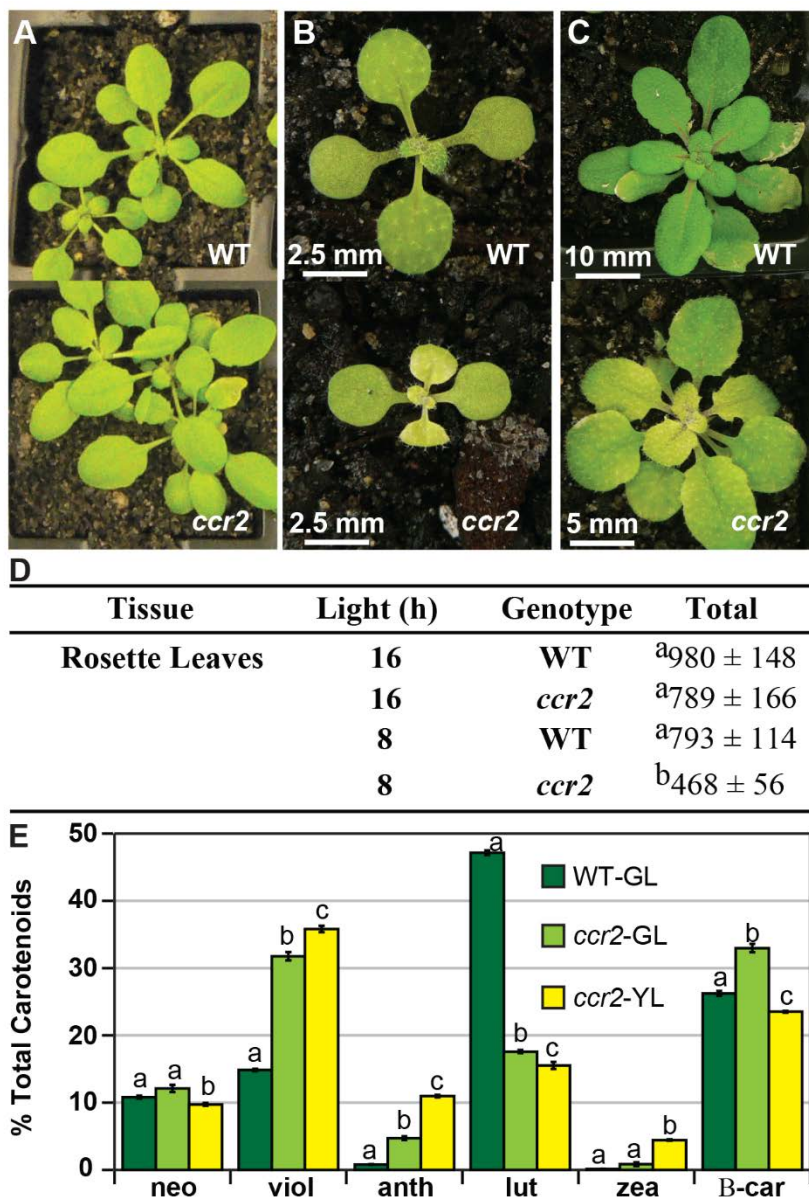 A B C
WT WT WT
2.5 mm 10 mm
ccr2 ccr2 ccr2
2.5 mm 5 mm
D
Tissue Light (h) Genotype Total
Rosette Leaves 16 WT a980 ± 148
16 ccr2 a789 ± 166
8 WT a793 ± 114
8 ccr2 b468 ± 56
E
% Total Carotenoids
50
40
30
20
10
0
WT-GL
ccr2-GL
ccr2-YL
a a b
a b c
a b c
a b c
a a b
a b c
neo viol anth lut zea B-car